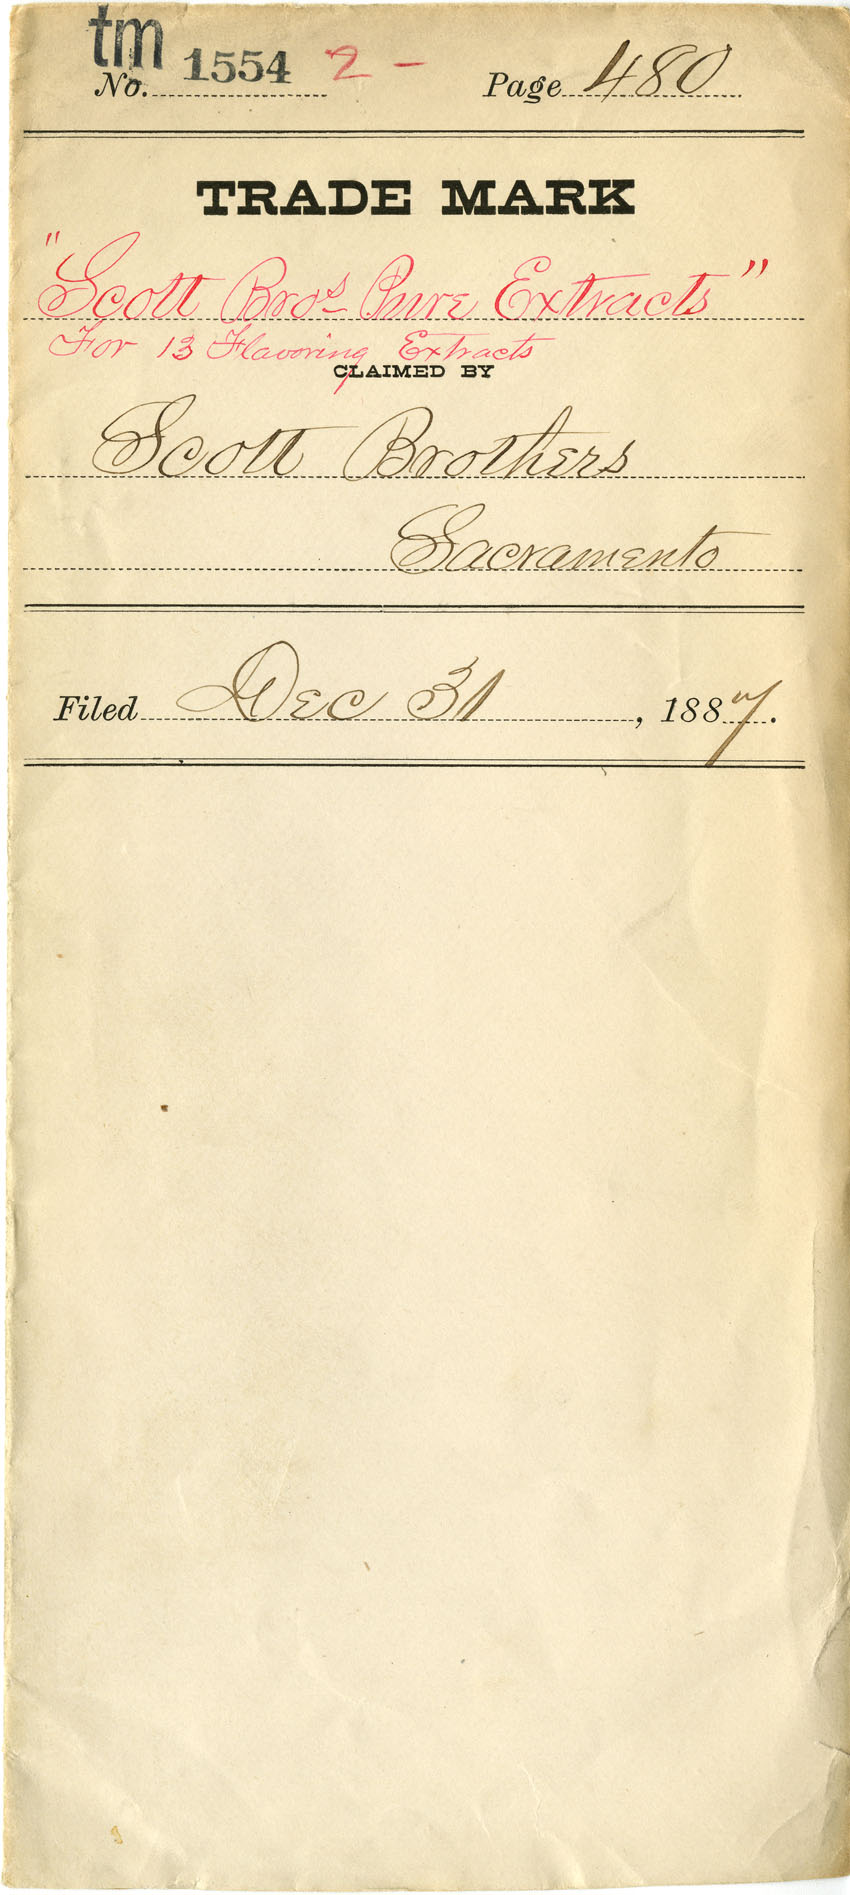 tm
No. 1554 2 – Page 480
TRADE MARK
"Scott Bros Pure Extracts"
For 13 Flavoring Extracts
CLAIMED BY
Scott Brothers
Sacramento
Filed Dec 31, 1887.